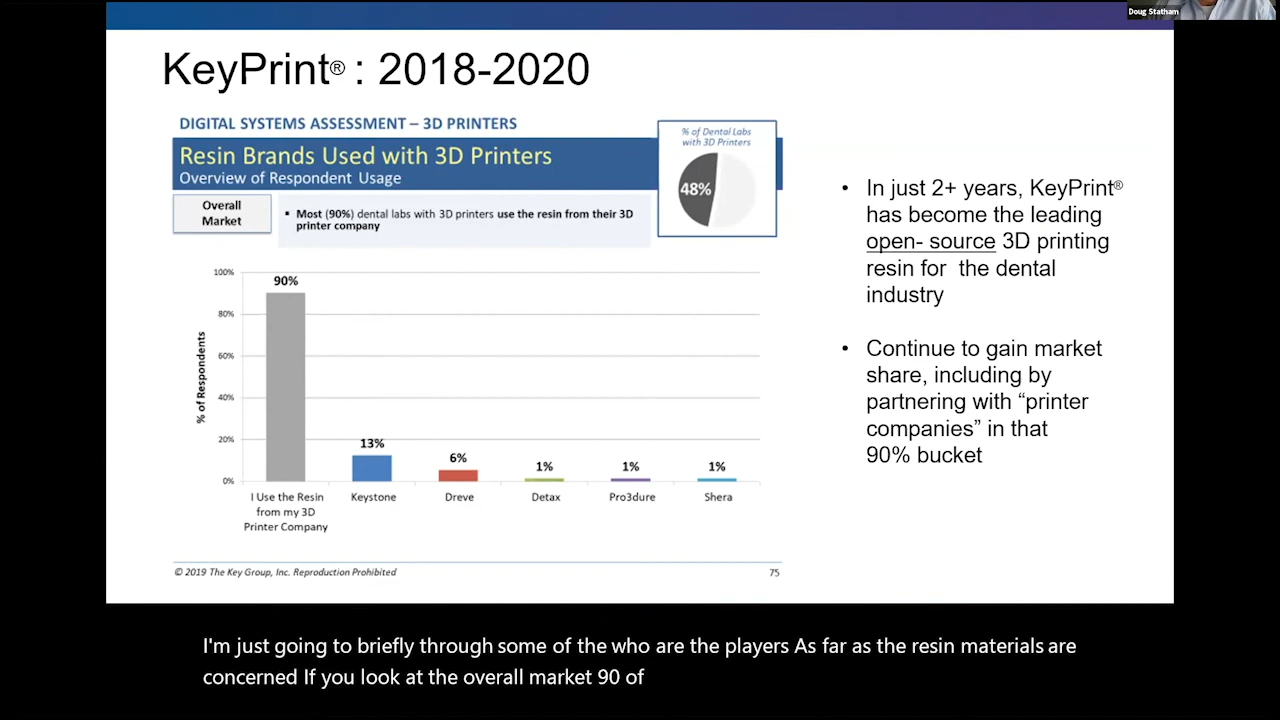 Doug Statham
KeyPrint® : 2018-2020
DIGITAL SYSTEMS ASSESSMENT – 3D PRINTERS
Resin Brands Used with 3D Printers
Overview of Respondent Usage
% of Dental Labs
with 3D Printers
48%
Overall
Market
▪ Most (90%) dental labs with 3D printers use the resin from their 3D
printer company
% of Respondents
100%
80%
60%
40%
20%
0%
90%
13%
6%
1%
1%
1%
I Use the Resin
from my 3D
Printer Company
Keystone
Dreve
Detax
Pro3dure
Shera
© 2019 The Key Group, Inc. Reproduction Prohibited
75
• In just 2+ years, KeyPrint®
has become the leading
open- source 3D printing
resin for the dental
industry
• Continue to gain market
share, including by
partnering with “printer
companies” in that
90% bucket
I'm just going to briefly through some of the who are the players As far as the resin materials are
concerned If you look at the overall market 90 of